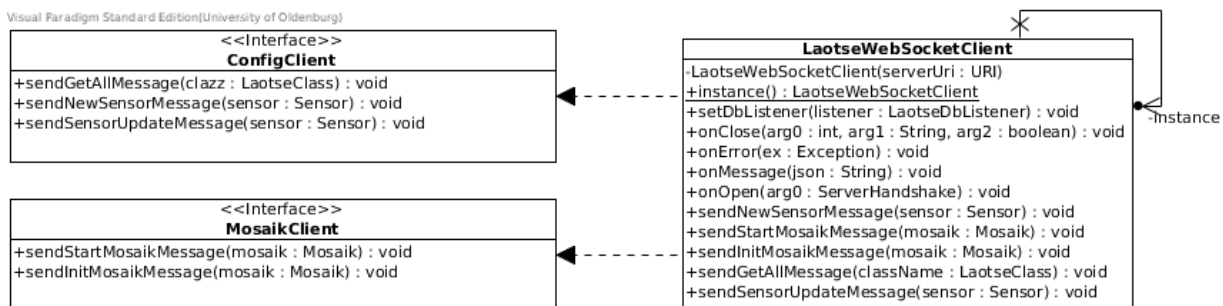 Visual Paradigm Standard Edition(University of Oldenburg)
<<Interface>>
ConfigClient
+sendGetAllMessage(clazz : LaotseClass) : void
+sendNewSensorMessage(sensor : Sensor) : void
+sendSensorUpdateMessage(sensor : Sensor) : void
<<Interface>>
MosaikClient
+sendStartMosaikMessage(mosaik : Mosaik) : void
+sendInitMosaikMessage(mosaik : Mosaik) : void
LaotseWebSocketClient
-LaotseWebSocketClient(serverUri : URI)
+instance() : LaotseWebSocketClient
+setDbListener(listener : LaotseDbListener) : void
+onClose(arg0 : int, arg1 : String, arg2 : boolean) : void
+onError(ex : Exception) : void
+onMessage(json : String) : void
+onOpen(arg0 : ServerHandshake) : void
+sendNewSensorMessage(sensor : Sensor) : void
+sendStartMosaikMessage(mosaik : Mosaik) : void
+sendInitMosaikMessage(mosaik : Mosaik) : void
+sendGetAllMessage(className : LaotseClass) : void
+sendSensorUpdateMessage(sensor : Sensor) : void
-instance